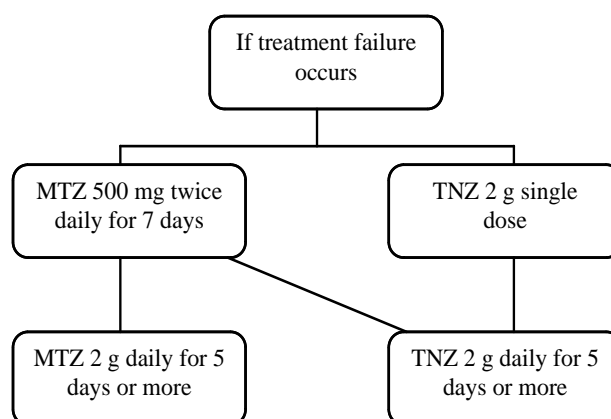 If treatment failure
occurs
MTZ 500 mg twice
daily for 7 days
TNZ 2 g single
dose
MTZ 2 g daily for 5
days or more
TNZ 2 g daily for 5
days or more